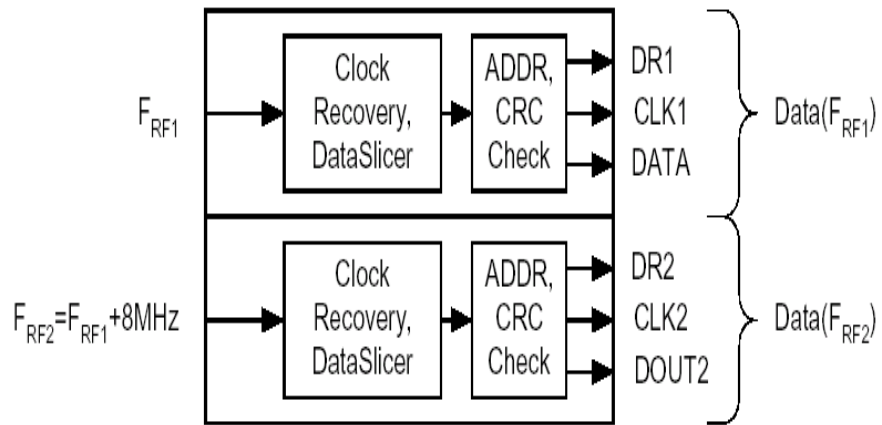 F_RF1
Clock
Recovery,
DataSlicer
ADDR,
CRC
Check
DR1
CLK1
DATA
Data(F_RF1)
F_RF2=F_RF1+8MHz
Clock
Recovery,
DataSlicer
ADDR,
CRC
Check
DR2
CLK2
DOUT2
Data(F_RF2)